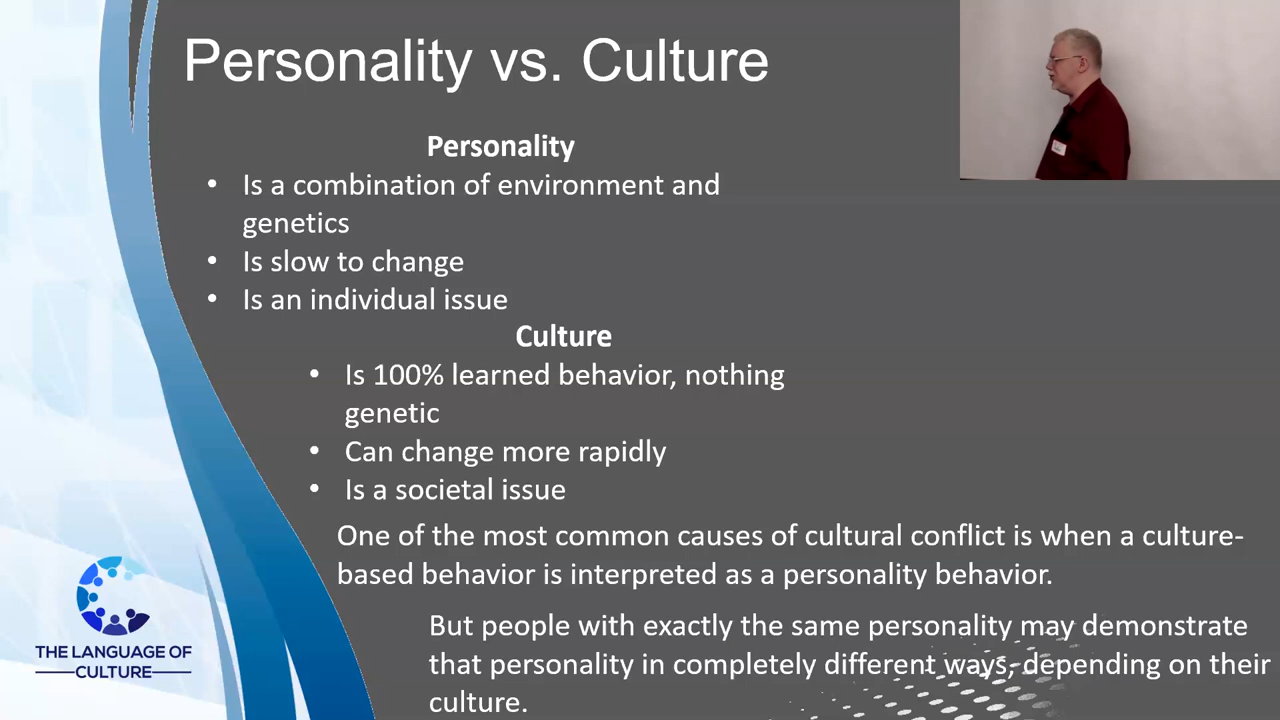 Personality vs. Culture
Personality
• Is a combination of environment and
genetics
• Is slow to change
• Is an individual issue
Culture
• Is 100% learned behavior, nothing
genetic
• Can change more rapidly
• Is a societal issue
One of the most common causes of cultural conflict is when a culture-
based behavior is interpreted as a personality behavior.
But people with exactly the same personality may demonstrate
that personality in completely different ways, depending on their
culture.
THE LANGUAGE OF
CULTURE